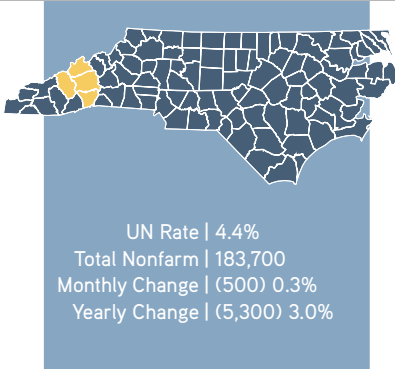 UN Rate | 4.4%
Total Nonfarm | 183,700
Monthly Change | (500) 0.3%
Yearly Change | (5,300) 3.0%